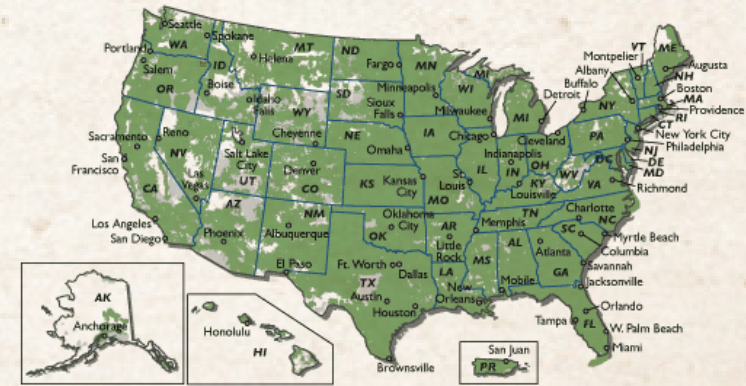 Seattle
Spokane
Portland
WA
Salem
OR
ID
Boise
Idaho
Falls
MT
Helena
ND
Fargo
MN
Minneapolis
SD
Sioux
Falls
WI
Milwaukee
MI
MI
Detroit
Buffalo
Albany
Montpelier
VT
ME
Augusta
NH
Boston
MA
Providence
RI
CT
New York City
Philadelphia
NJ
DE
MD
DC
NY
PA
WY
Cheyenne
NE
Omaha
IA
Chicago
Cleveland
Indianapolis
OH
IL
IN
WV
VA
Richmond
Sacramento
Reno
San
Francisco
NV
CA
Las
Vegas
Salt Lake
City
UT
Denver
CO
KS
Kansas
City
St.
Louis
MO
KY
Louisville
Los Angeles
San Diego
AZ
Phoenix
NM
Albuquerque
El Paso
Oklahoma
City
OK
AR
Little
Rock
Memphis
TN
Charlotte
NC
SC
Myrtle Beach
Columbia
Savannah
Jacksonville
Ft. Worth
Dallas
TX
Austin
Houston
LA
New
Orleans
MS
AL
Mobile
Atlanta
GA
Orlando
Tampa
FL
W. Palm Beach
Miami
Brownsville
AK
Anchorage
Honolulu
HI
San Juan
PR